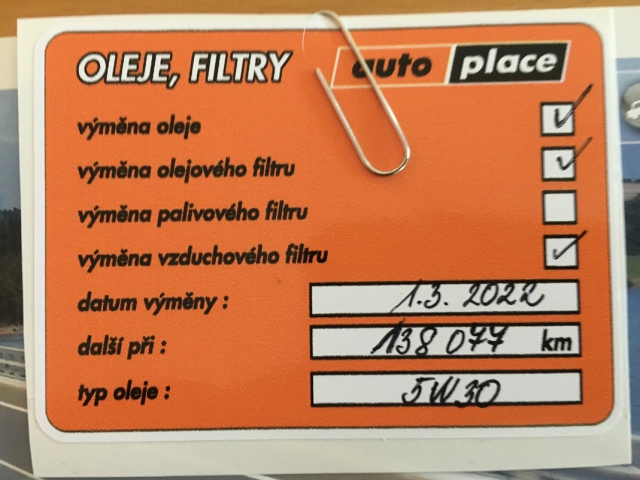 OLEJE, FILTRY auto place
výměna oleje
výměna olejového filtru
výměna palivového filtru
výměna vzduchového filtru
datum výměny : 1.3. 2022
další při : 138 077 km
typ oleje : 5W30